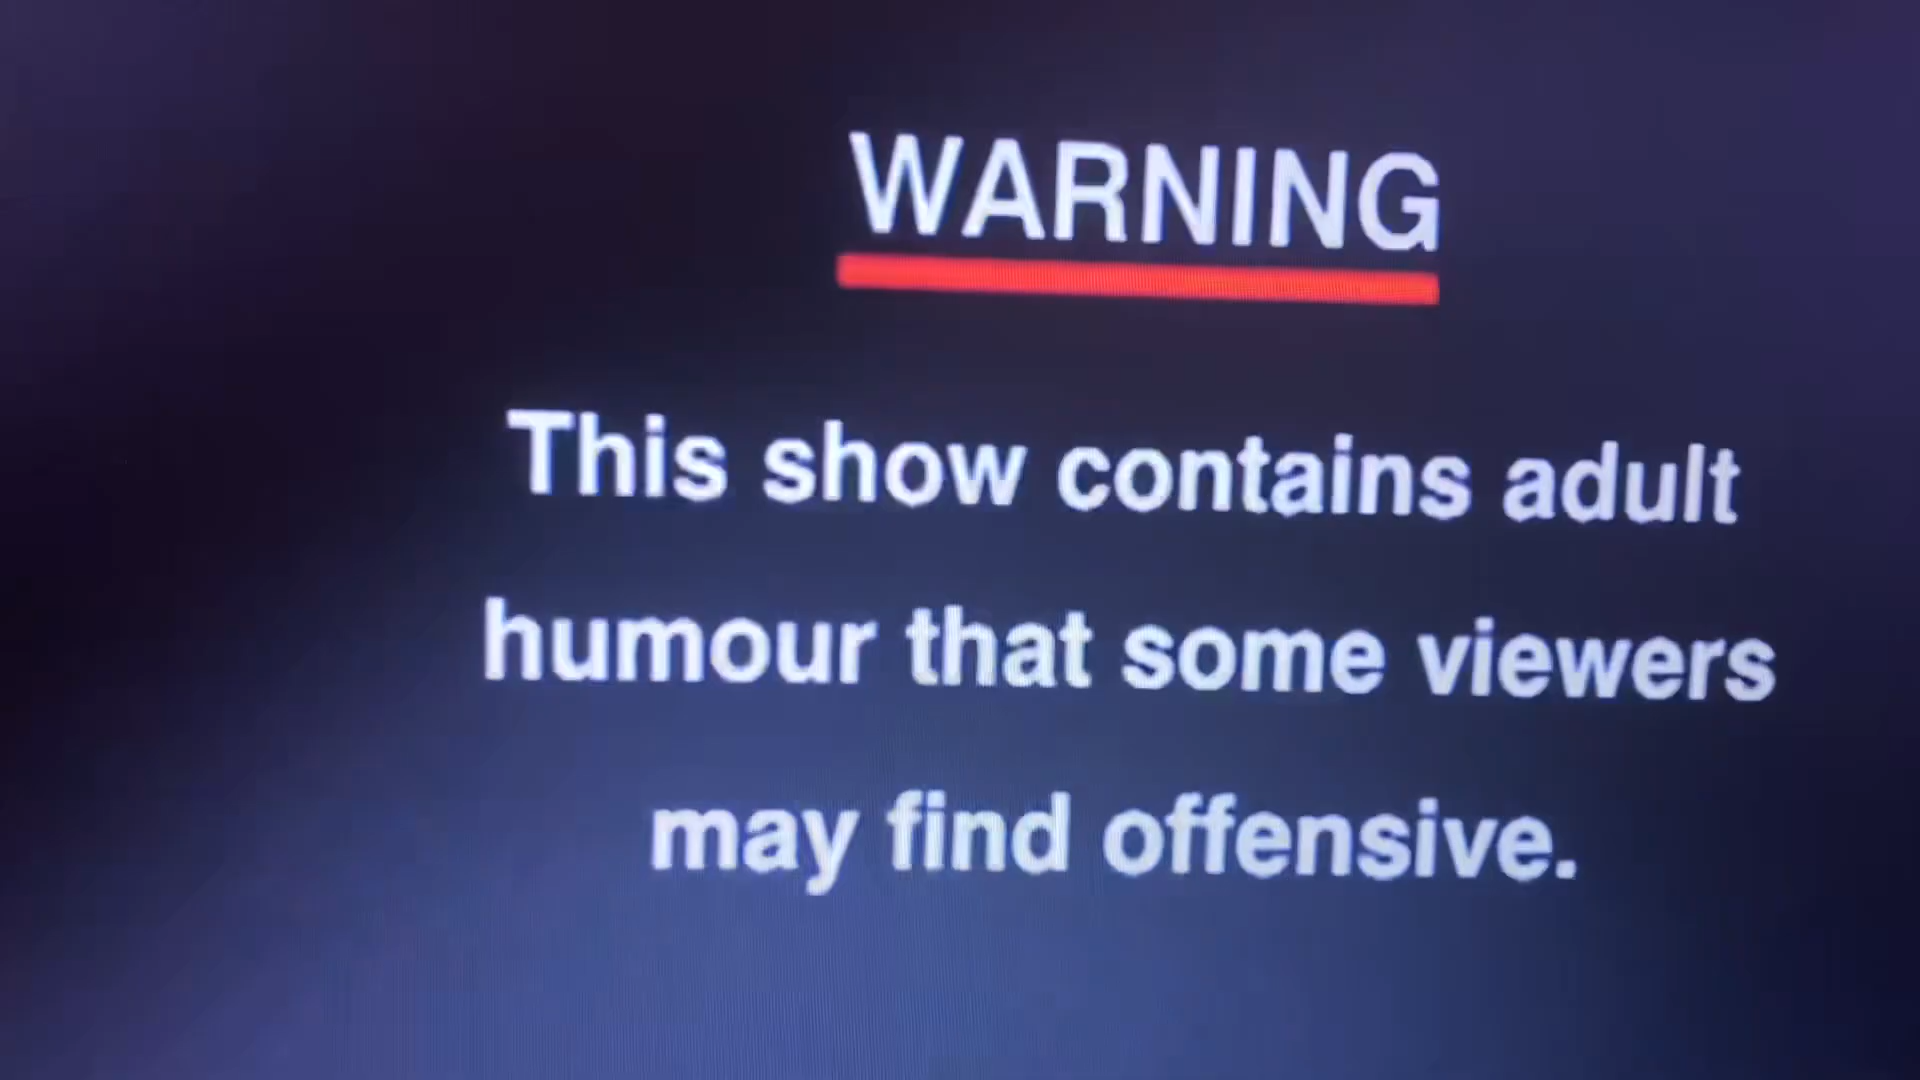 WARNING
This show contains adult
humour that some viewers
may find offensive.